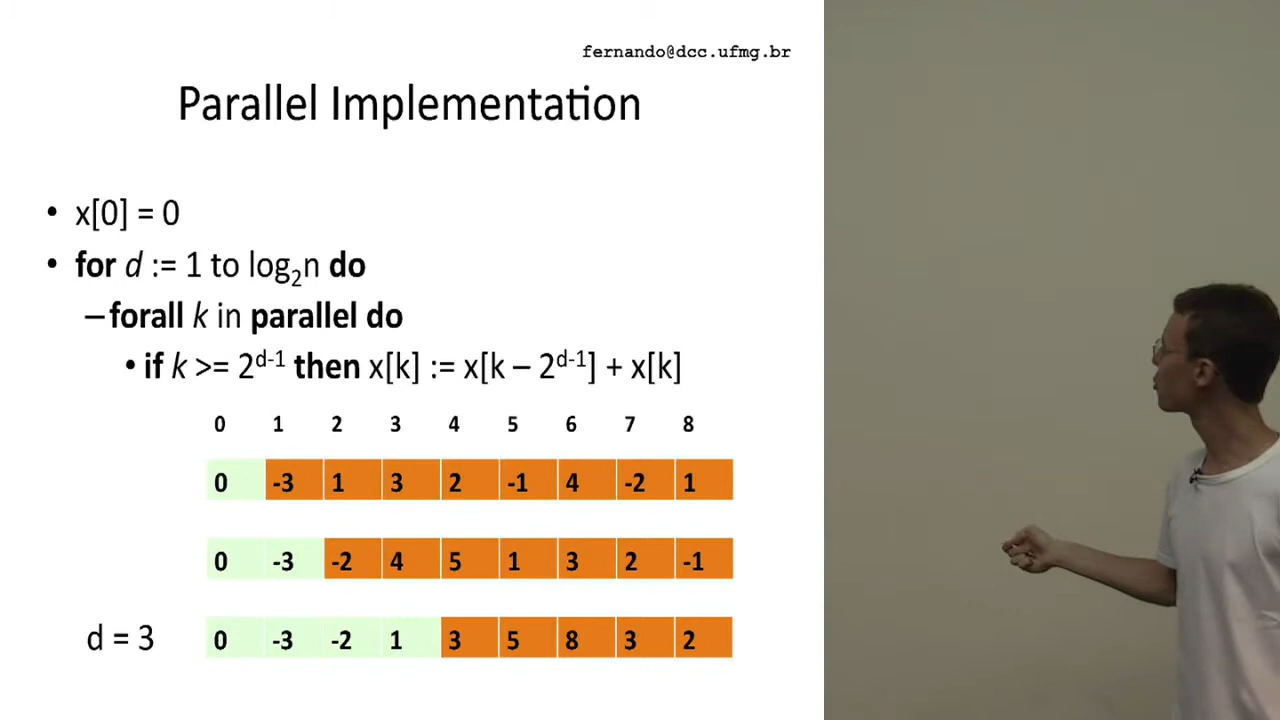 fernando@dcc.ufmg.br
Parallel Implementation
• x[0] = 0
• for d := 1 to log₂n do
– forall k in parallel do
• if k >= 2ᵈ⁻¹ then x[k] := x[k – 2ᵈ⁻¹] + x[k]
0 1 2 3 4 5 6 7 8
0 -3 1 3 2 -1 4 -2 1
0 -3 -2 4 5 1 3 2 -1
d = 3 0 -3 -2 1 3 5 8 3 2